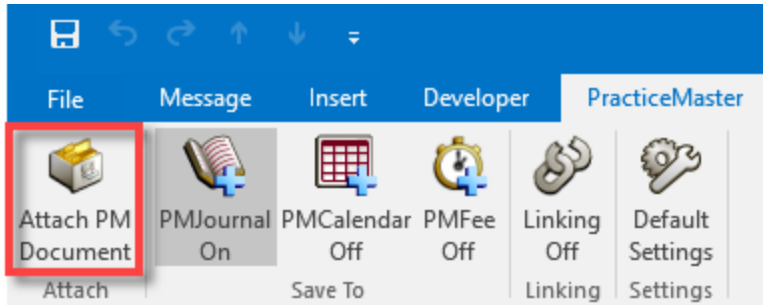 File Message Insert Developer PracticeMaster
Attach PM Document
PMJournal On
PMCalendar Off
PMFee Off
Linking Off
Default Settings
Attach Save To Linking Settings